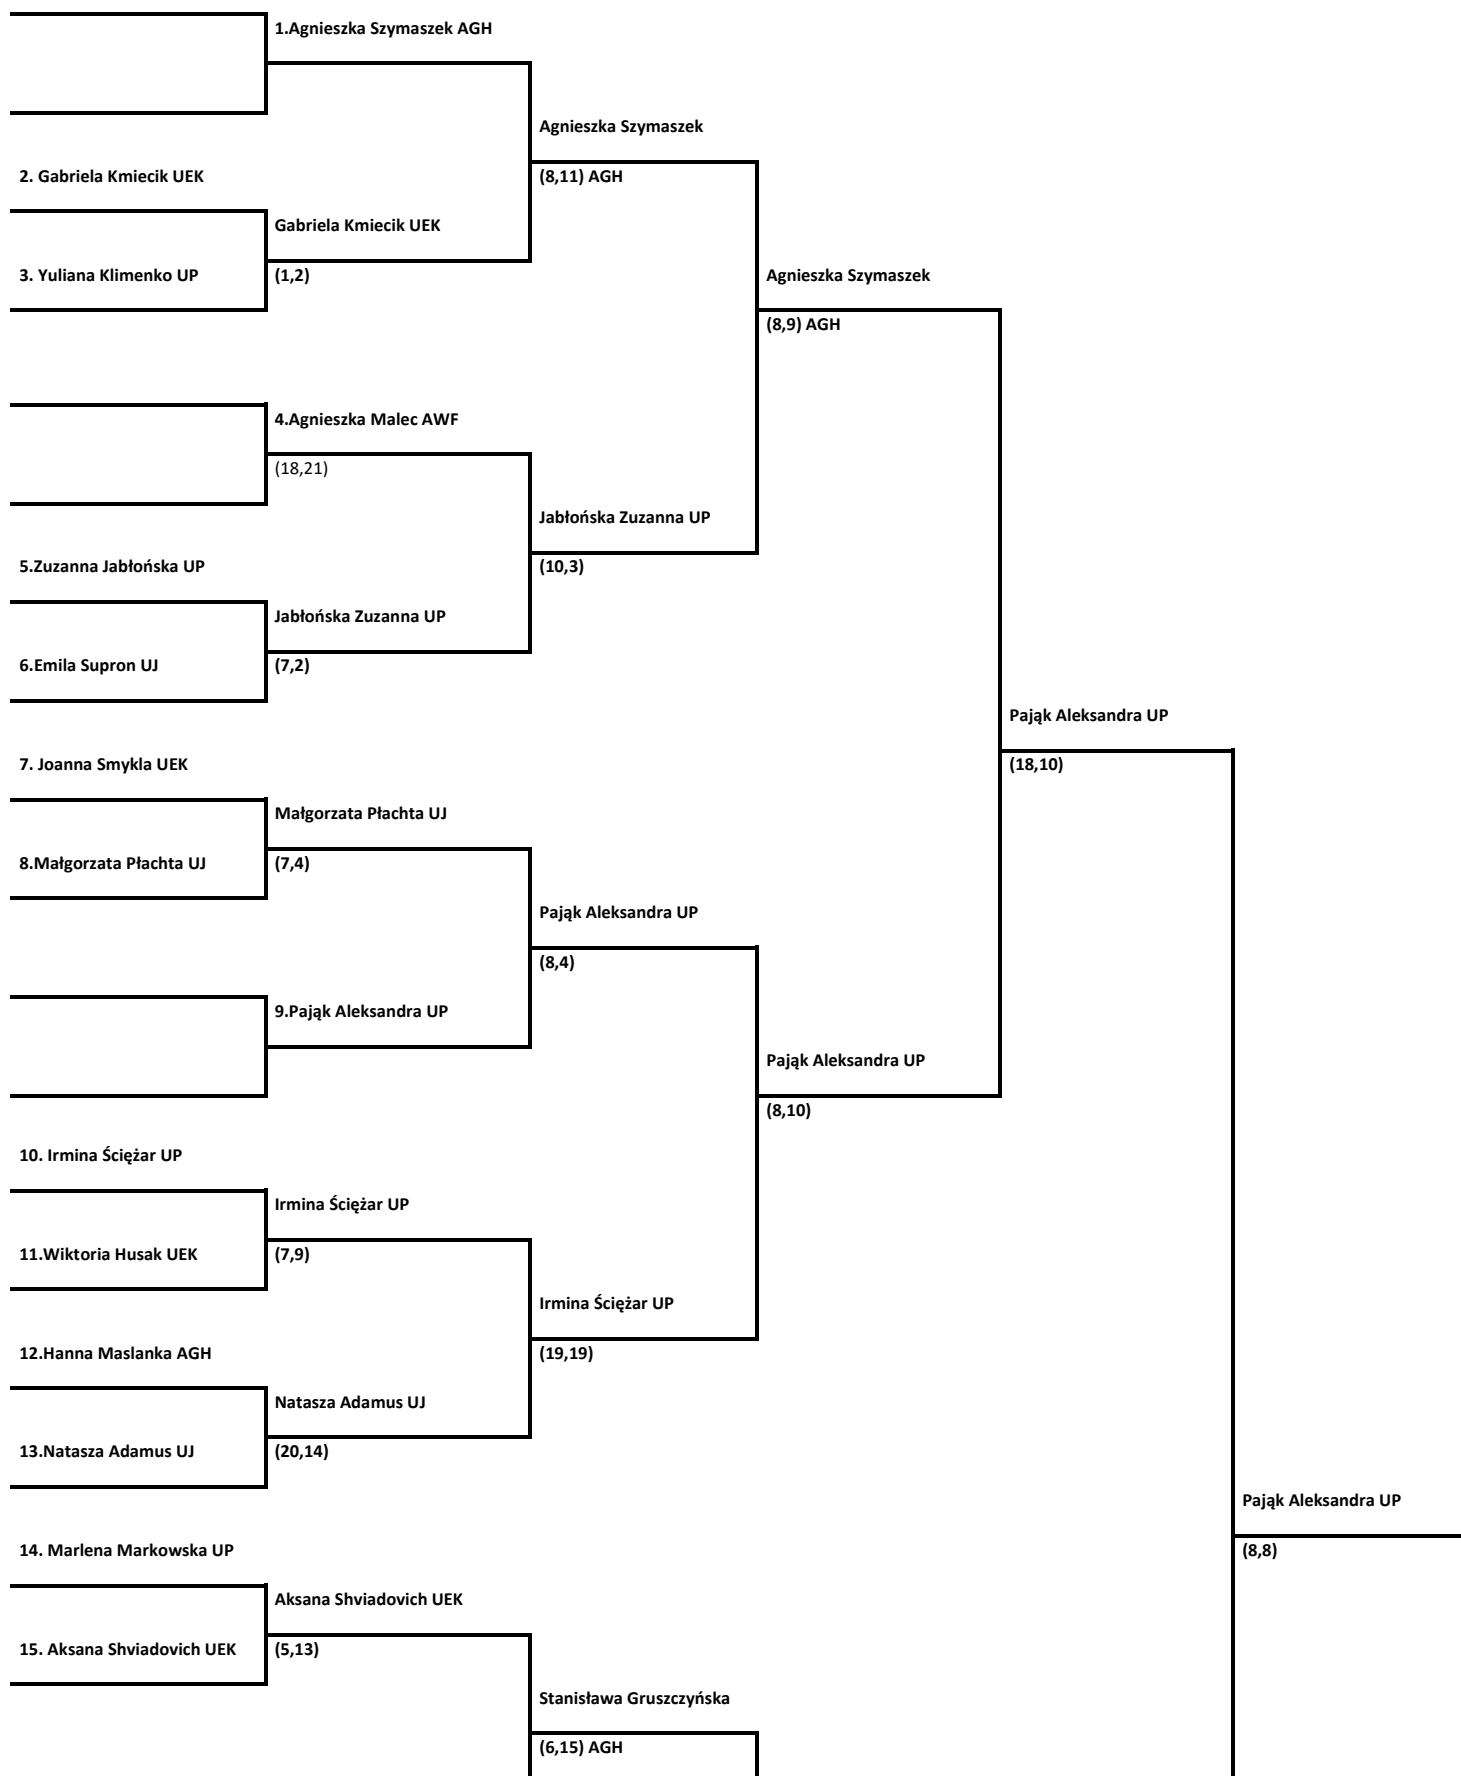 1.Agnieszka Szymaszek AGH
Agnieszka Szymaszek
2. Gabriela Kmiecik UEK
(8,11) AGH
Gabriela Kmiecik UEK
3. Yuliana Klimenko UP
(1,2)
Agnieszka Szymaszek
(8,9) AGH
4.Agnieszka Malec AWF
(18,21)
Jabłońska Zuzanna UP
5.Zuzanna Jabłońska UP
(10,3)
Jabłońska Zuzanna UP
6.Emila Supron UJ
(7,2)
Pająk Aleksandra UP
7. Joanna Smykla UEK
(18,10)
Małgorzata Płachta UJ
8.Małgorzata Płachta UJ
(7,4)
Pająk Aleksandra UP
(8,4)
9.Pająk Aleksandra UP
Pająk Aleksandra UP
(8,10)
10. Irmina Ściężar UP
Irmina Ściężar UP
11.Wiktoria Husak UEK
(7,9)
Irmina Ściężar UP
12.Hanna Maslanka AGH
(19,19)
Natasza Adamus UJ
13.Natasza Adamus UJ
(20,14)
Pająk Aleksandra UP
14. Marlena Markowska UP
(8,8)
Aksana Shviadovich UEK
15. Aksana Shviadovich UEK
(5,13)
Stanisława Gruszczyńska
(6,15) AGH